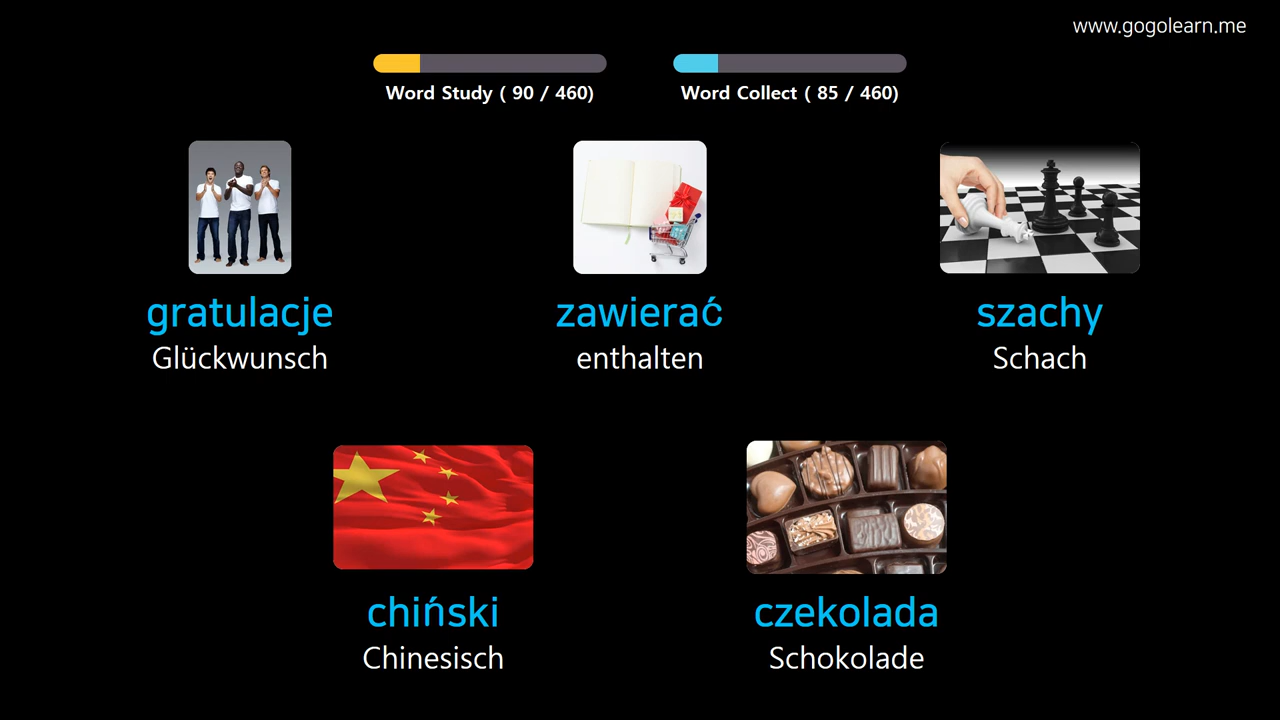 www.gogolearn.me
Word Study ( 90 / 460)
Word Collect ( 85 / 460)
gratulacje
Glückwunsch
zawierać
enthalten
szachy
Schach
chiński
Chinesisch
czekolada
Schokolade